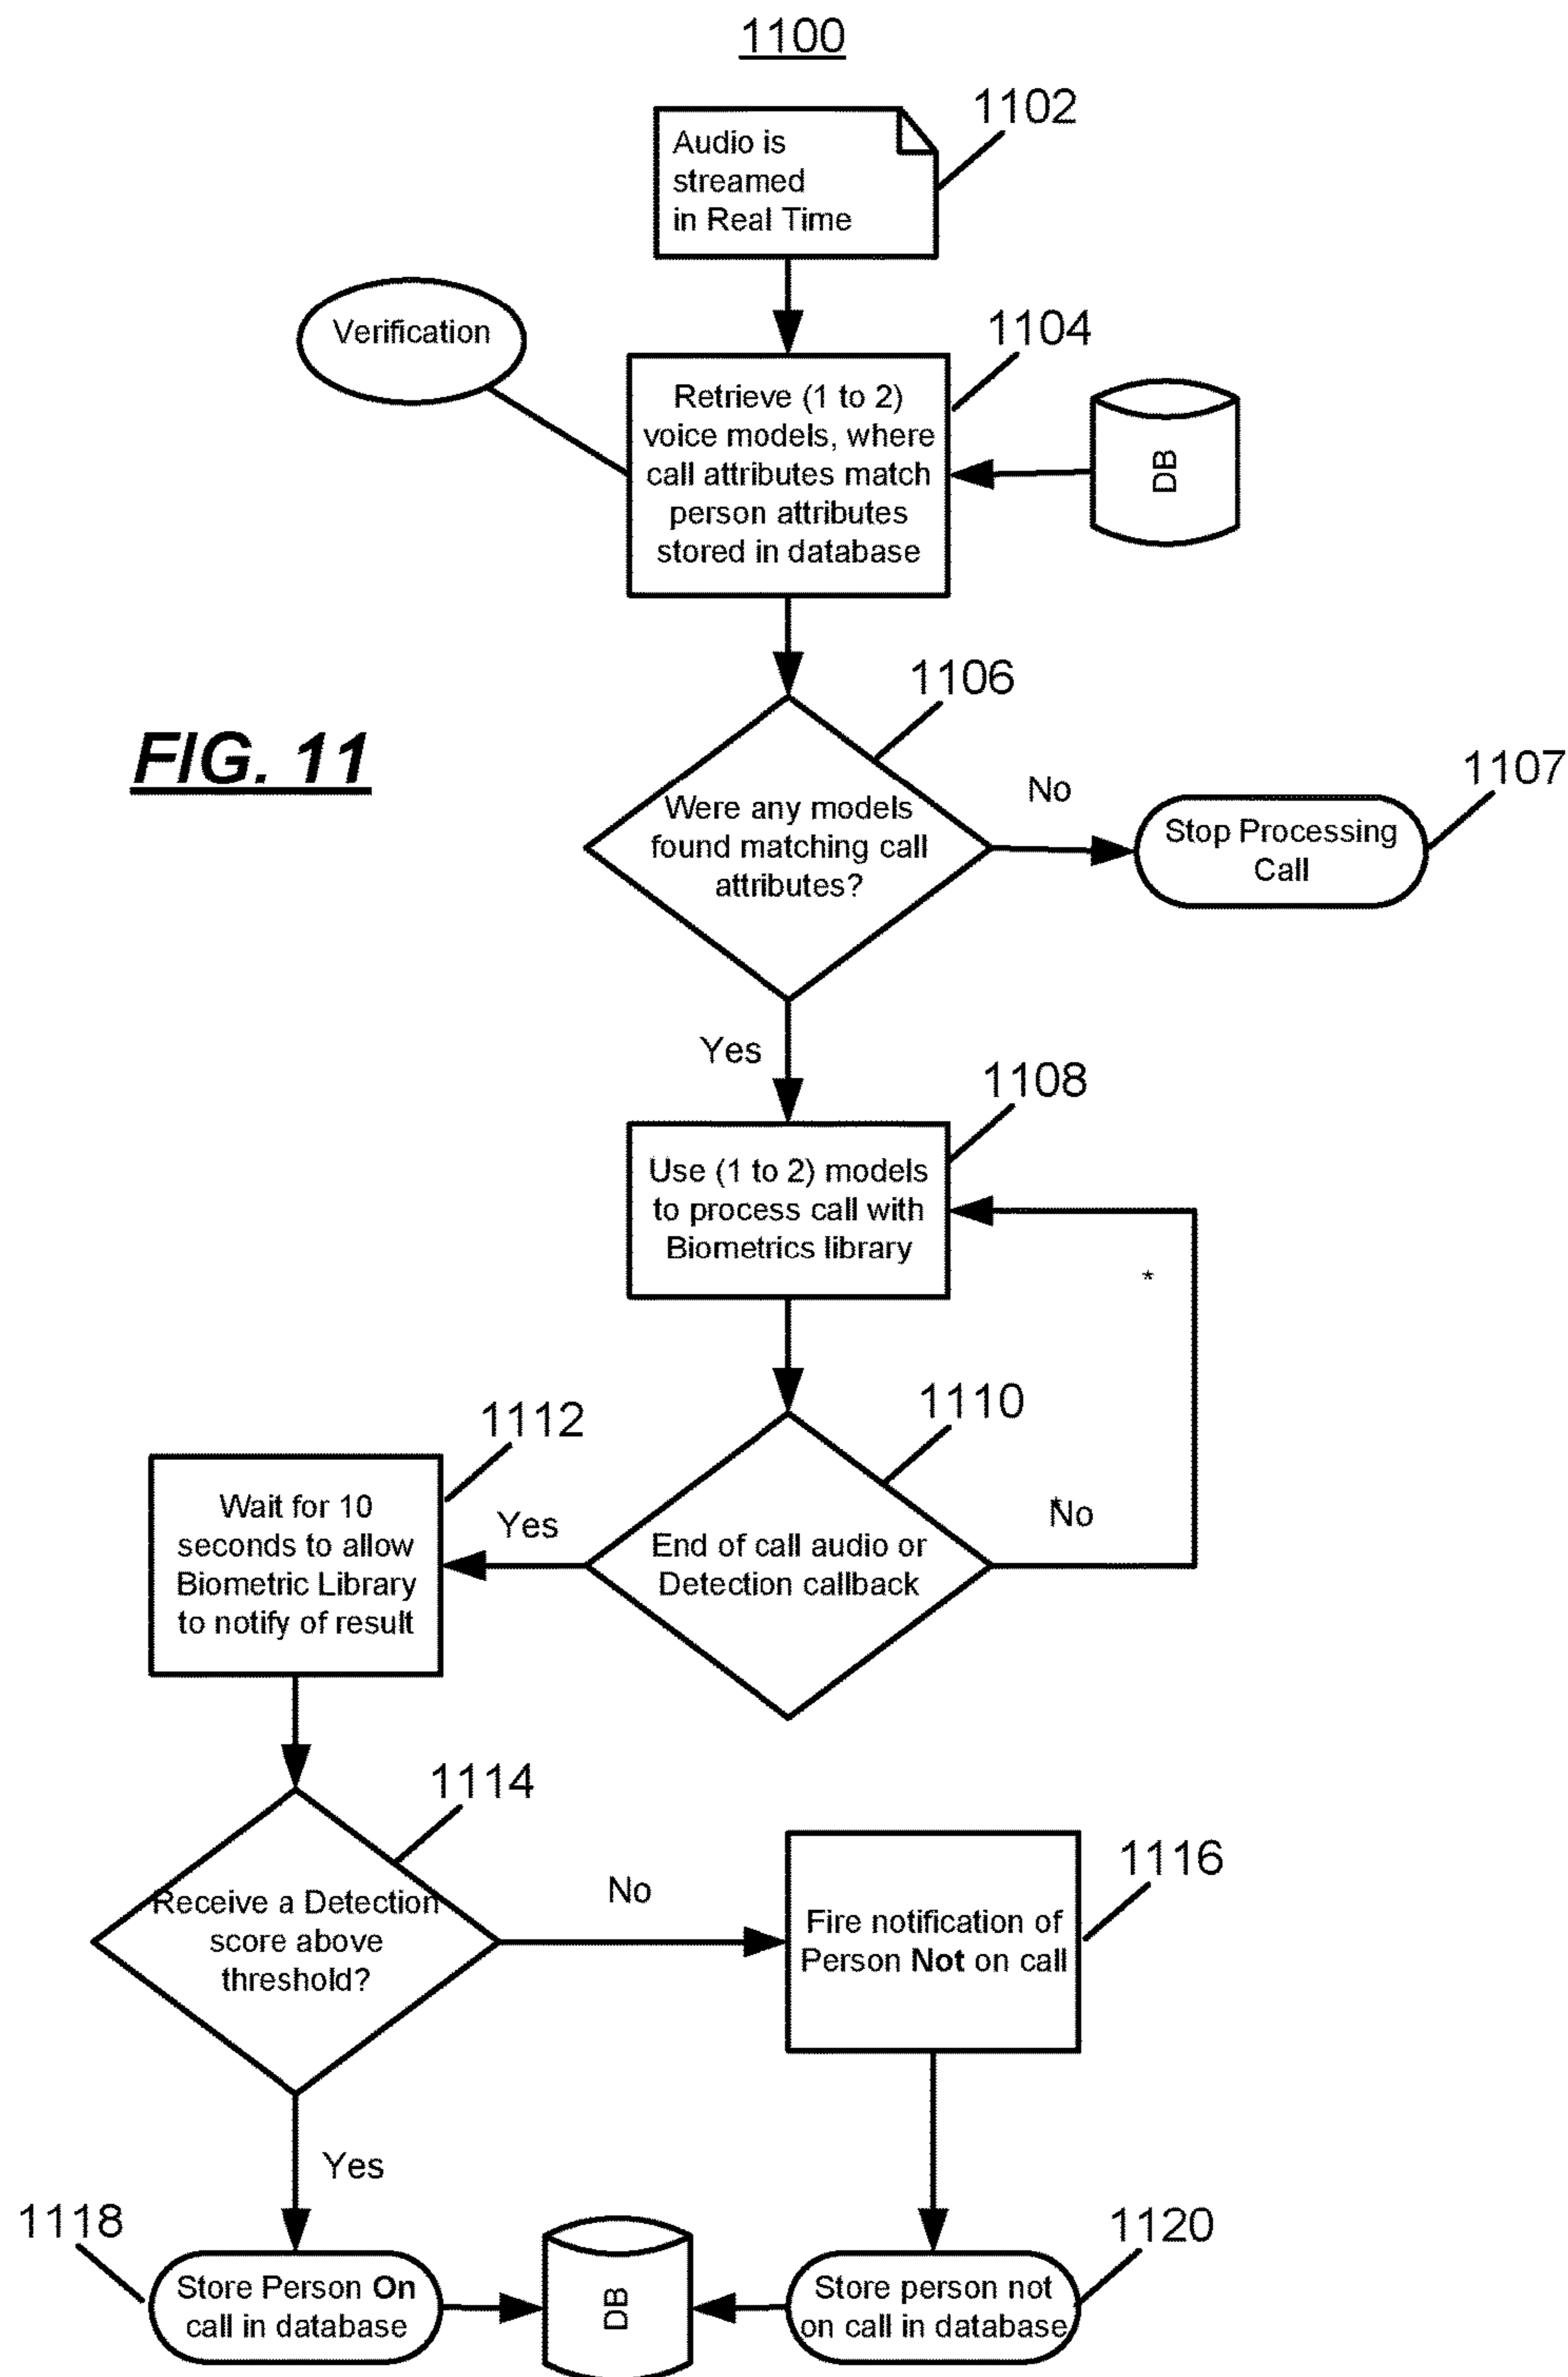 1100
1102
Audio is
streamed
in Real Time
Verification
1104
Retrieve (1 to 2)
voice models, where
call attributes match
person attributes
stored in database
DB
1106
FIG. 11
Were any models
found matching call
attributes?
No
1107
Stop Processing
Call
Yes
1108
Use (1 to 2) models
to process call with
Biometrics library
*
1110
1112
Wait for 10
seconds to allow
Biometric Library
to notify of result
Yes
End of call audio or
Detection callback
*
No
1114
Receive a Detection
score above
threshold?
No
1116
Fire notification of
Person Not on call
Yes
1118
Store Person On
call in database
DB
1120
Store person not
on call in database